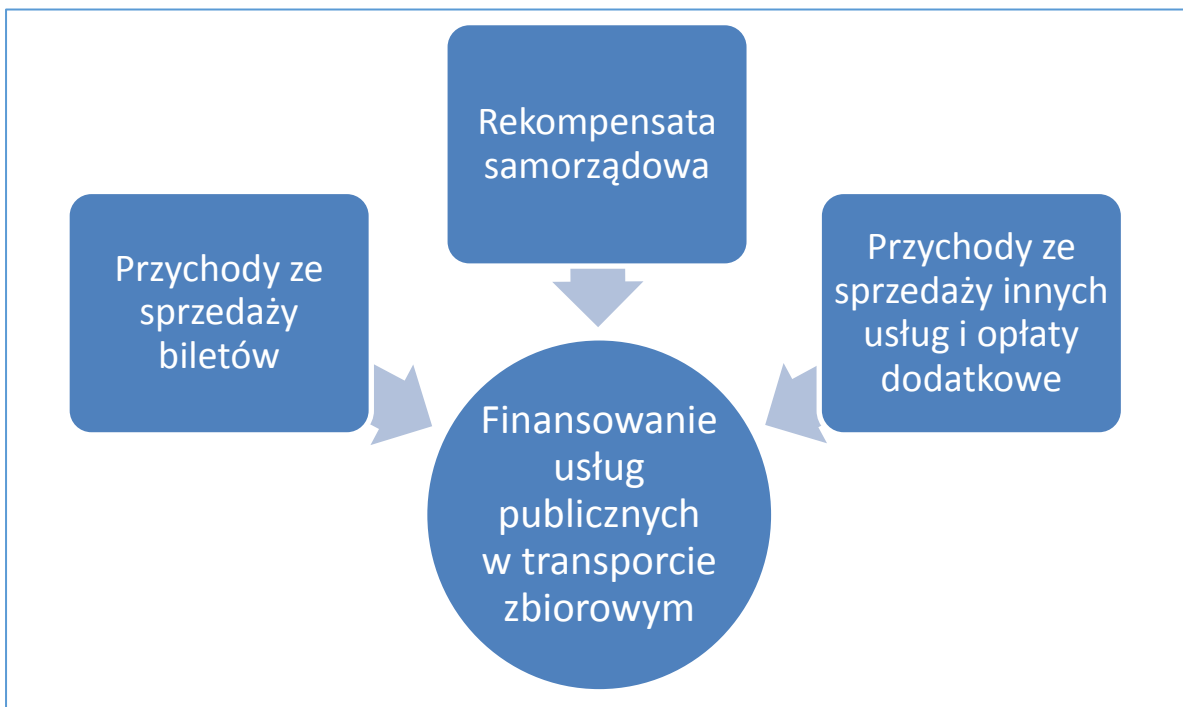 Rekompensata
samorządowa
Przychody ze
sprzedaży
biletów
Przychody ze
sprzedaży innych
usług i opłaty
dodatkowe
Finansowanie
usług
publicznych
w transporcie
zbiorowym